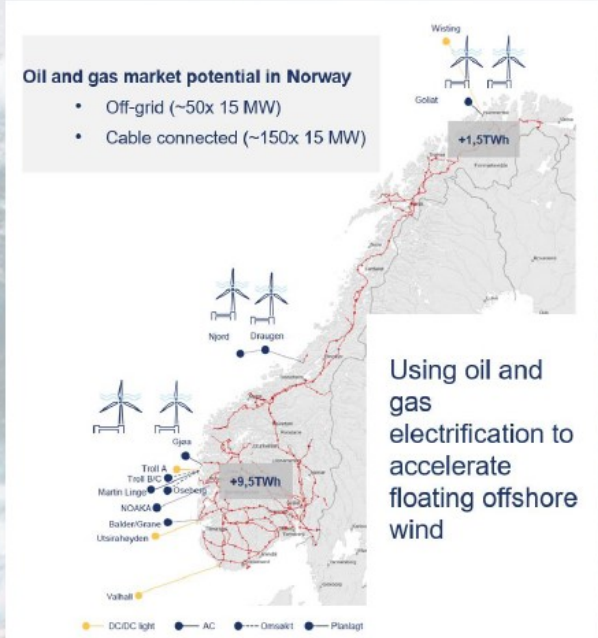 Oil and gas market potential in Norway
• Off-grid (~50x 15 MW)
• Cable connected (~150x 15 MW)
Wisting
Goliat
+1,5TWh
Njord
Draugen
Gjøa
Troll A
Troll B/C
Martin Linge
Oseberg
NOAKA
+9,5TWh
Balder/Grane
Utsirahøyden
Valhall
Using oil and
gas
electrification to
accelerate
floating offshore
wind
DC/DC light
AC
Omsøkt
Planlagt